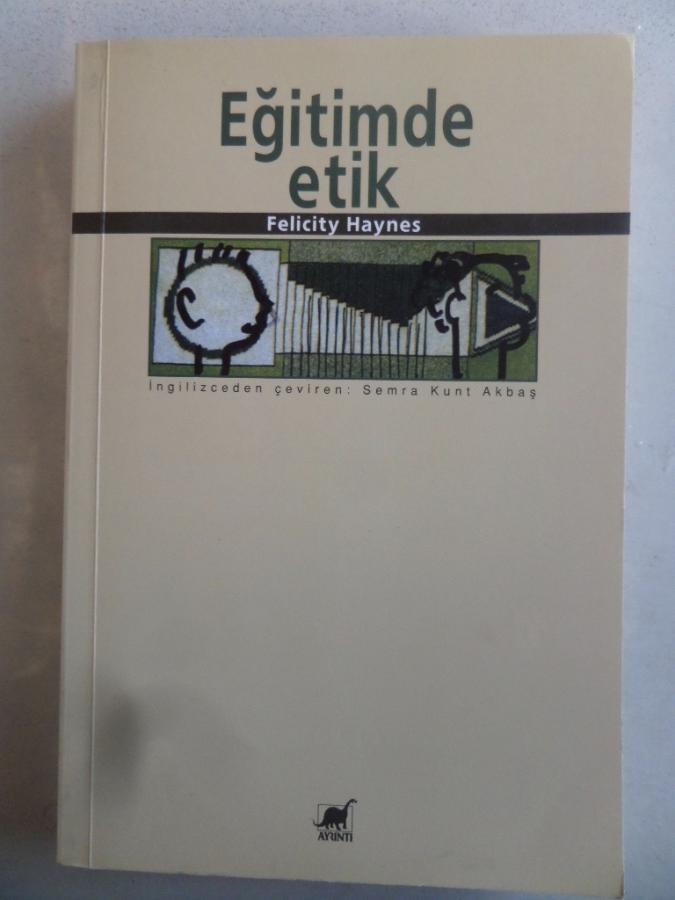 Eğitimde
etik
Felicity Haynes
İngilizceden çeviren: Semra Kunt Akbaş
AYRINTI